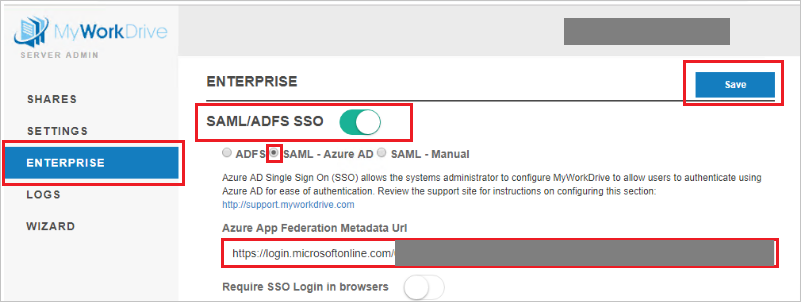 MyWorkDrive
SERVER ADMIN
SHARES
SETTINGS
ENTERPRISE
LOGS
WIZARD
ENTERPRISE
Save
SAML/ADFS SSO
ADFS SAML - Azure AD SAML - Manual
Azure AD Single Sign On (SSO) allows the systems administrator to configure MyWorkDrive to allow users to authenticate using
Azure AD for ease of authentication. Review the support site for instructions on configuring this section:
http://support.myworkdrive.com
Azure App Federation Metadata Url
https://login.microsoftonline.com/
Require SSO Login in browsers